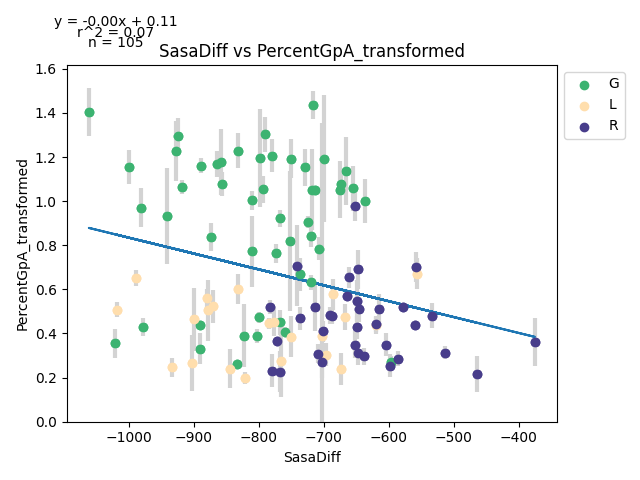 y = -0.00x + 0.11
r^2 = 0.07
n = 105
SasaDiff vs PercentGpA_transformed
PercentGpA_transformed
1.6
1.4
1.2
1.0
0.8
0.6
0.4
0.2
0.0
−1000
−900
−800
−700
−600
−500
−400
SasaDiff
G
L
R